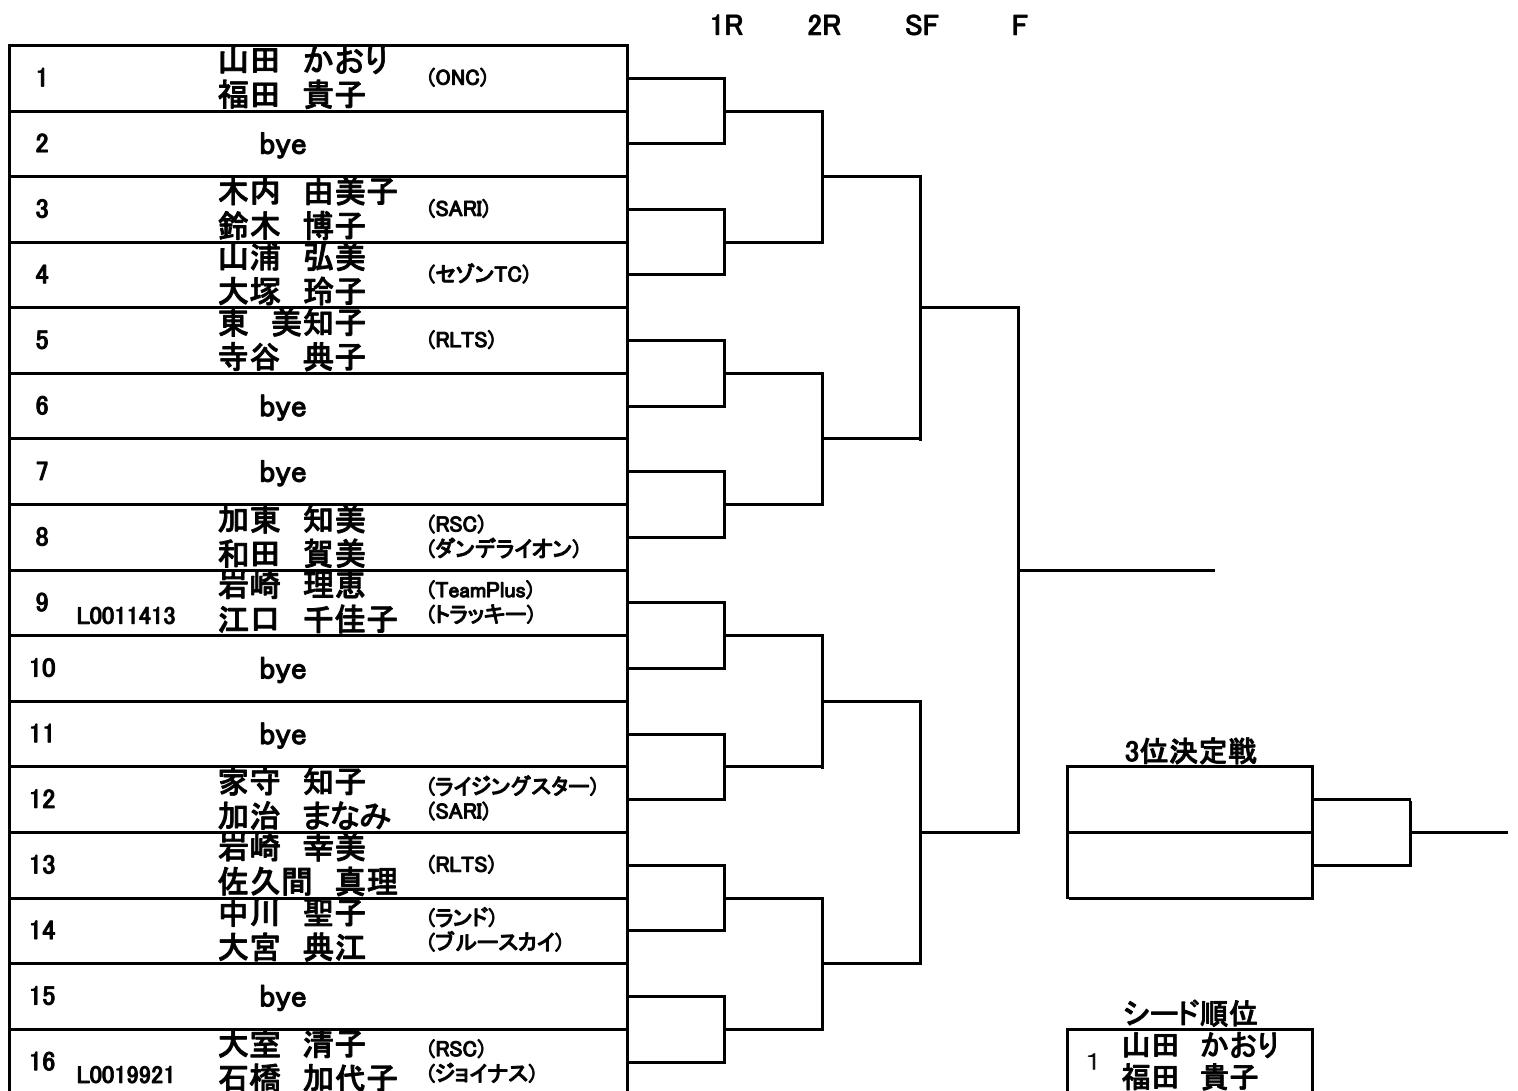 1R 2R SF F
1 山田 かおり (ONC)
福田 貴子
2 bye
3 木内 由美子 (SARI)
鈴木 博子
4 山浦 弘美 (セゾンTC)
大塚 玲子
5 東 美知子 (RLTS)
寺谷 典子
6 bye
7 bye
8 加東 知美 (RSC)
和田 賀美 (ダンデライオン)
9 岩崎 理恵 (TeamPlus)
L0011413 江口 千佳子 (トラッキー)
10 bye
11 bye
3位決定戦
12 家守 知子 (ライジングスター)
加治 まなみ (SARI)
13 岩崎 幸美 (RLTS)
佐久間 真理
14 中川 聖子 (ランド)
大宮 典江 (ブルースカイ)
15 bye
シード順位
16 大室 清子 (RSC)
L0019921 石橋 加代子 (ジョイナス)
1 山田 かおり
福田 貴子